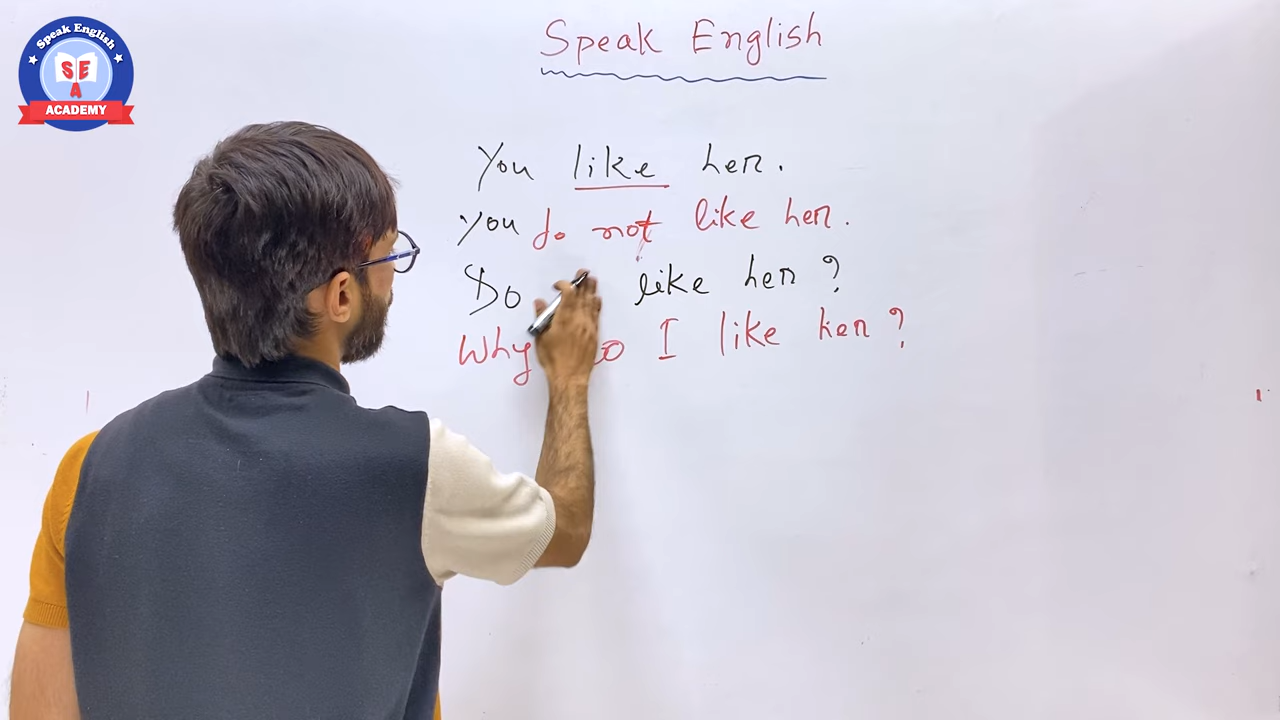 Speak English
SE
A
ACADEMY
Speak English
You like her.
You do not like her.
Do like her ?
Why I like her ?